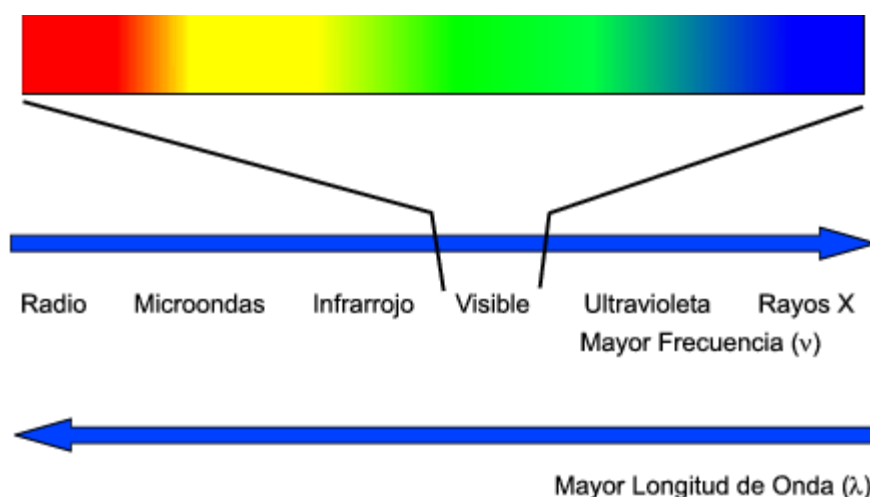 Radio Microondas Infrarrojo Visible Ultravioleta Rayos X
Mayor Frecuencia (ν)
Mayor Longitud de Onda (λ)